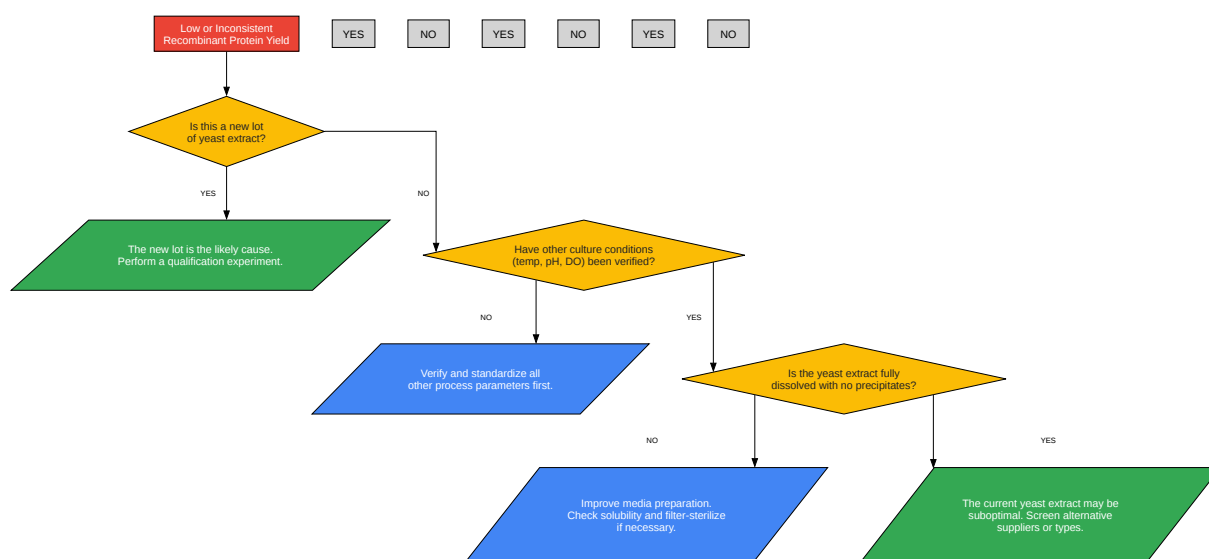 Low or Inconsistent
Recombinant Protein Yield
YES
NO
YES
NO
YES
NO
Is this a new lot
of yeast extract?
YES
NO
The new lot is the likely cause.
Perform a qualification experiment.
Have other culture conditions
(temp, pH, DO) been verified?
NO
YES
Verify and standardize all
other process parameters first.
Is the yeast extract fully
dissolved with no precipitates?
NO
YES
Improve media preparation.
Check solubility and filter-sterilize
if necessary.
The current yeast extract may be
suboptimal. Screen alternative
suppliers or types.